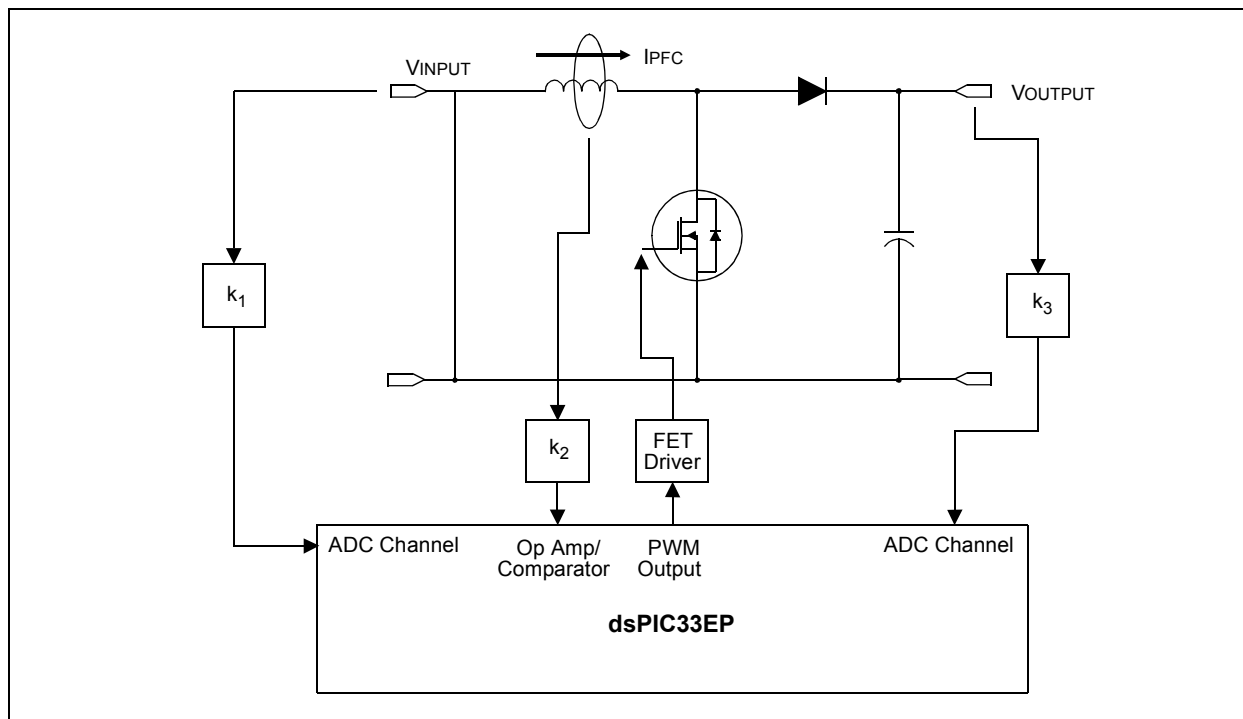 IPFC
VINPUT
VOUTPUT
k1
k3
k2
FET
Driver
ADC Channel
Op Amp/
Comparator
PWM
Output
ADC Channel
dsPIC33EP